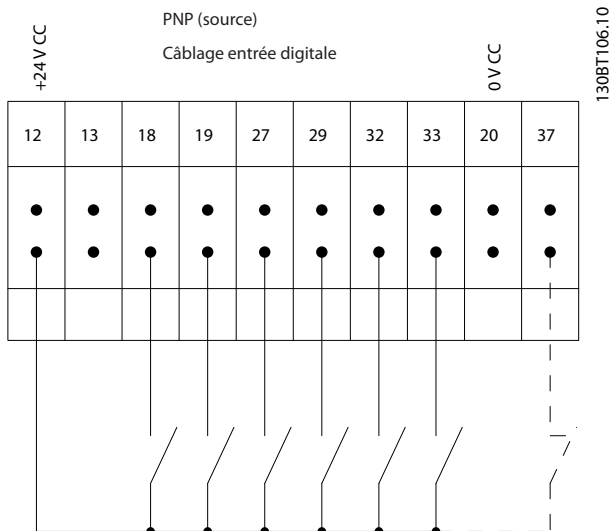 PNP (source)
Câblage entrée digitale
+24 V CC
0 V CC
130BT106.10
12 13 18 19 27 29 32 33 20 37